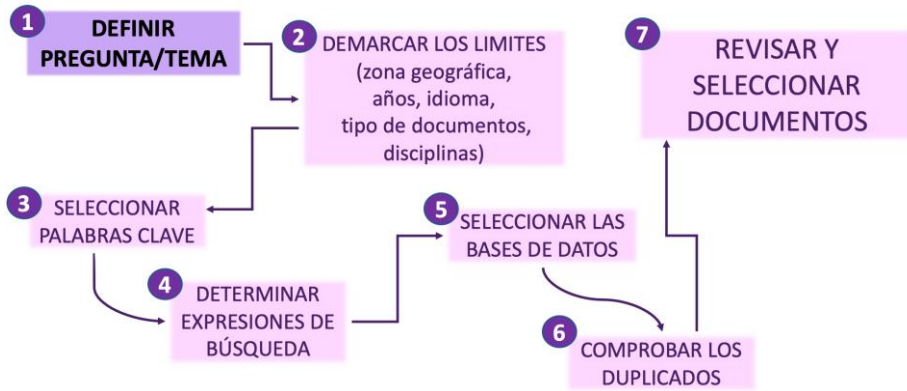 1
DEFINIR
PREGUNTA/TEMA
2
DEMARCAR LOS LIMITES
(zona geográfica,
años, idioma,
tipo de documentos,
disciplinas)
3
SELECCIONAR
PALABRAS CLAVE
4
DETERMINAR
EXPRESIONES DE
BÚSQUEDA
5
SELECCIONAR LAS
BASES DE DATOS
6
COMPROBAR LOS
DUPLICADOS
7
REVISAR Y
SELECCIONAR
DOCUMENTOS